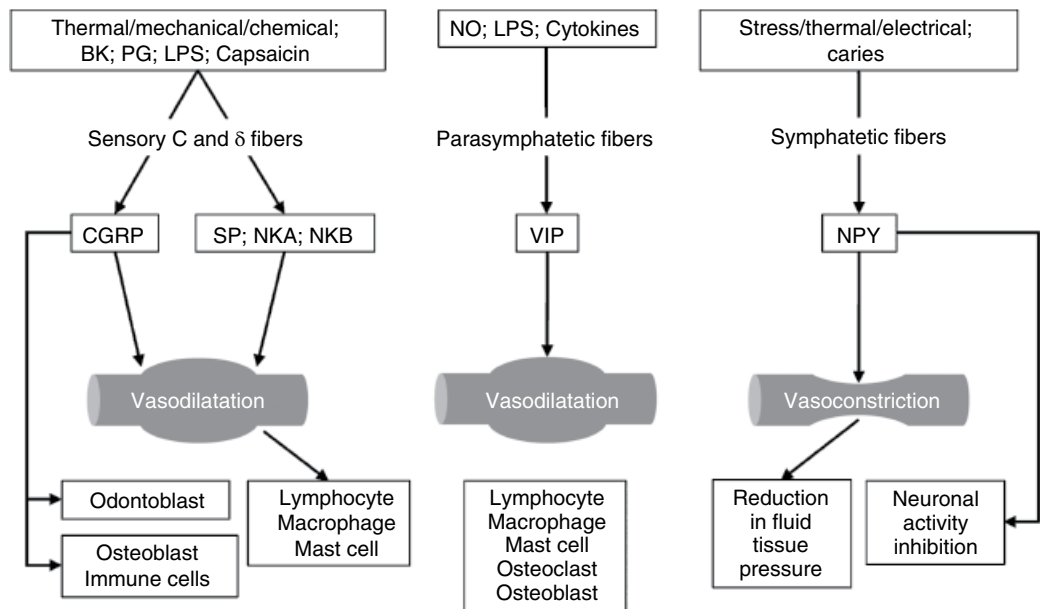 Thermal/mechanical/chemical;
BK; PG; LPS; Capsaicin
Sensory C and δ fibers
CGRP
SP; NKA; NKB
Vasodilatation
Odontoblast
Osteoblast
Immune cells
Lymphocyte
Macrophage
Mast cell
NO; LPS; Cytokines
Parasymphatetic fibers
VIP
Vasodilatation
Lymphocyte
Macrophage
Mast cell
Osteoclast
Osteoblast
Stress/thermal/electrical;
caries
Symphatetic fibers
NPY
Vasoconstriction
Reduction
in fluid
tissue
pressure
Neuronal
activity
inhibition